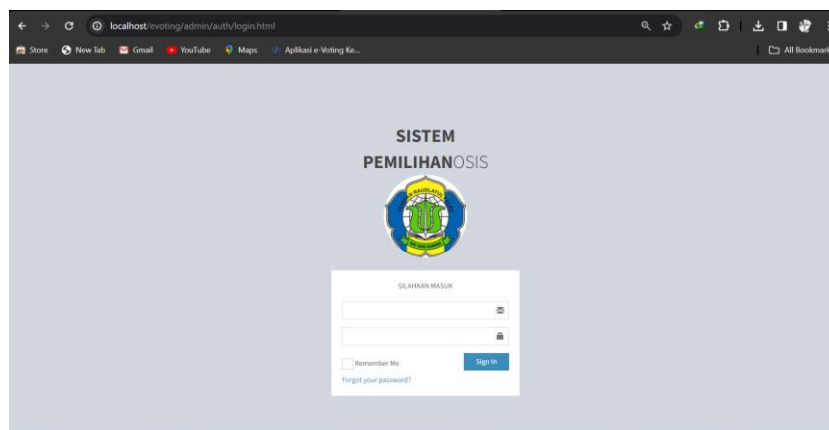 localhost/evoting/admin/auth/login.html
Store New Tab Gmail YouTube Maps Aplikasi e-Voting Ke... All Bookmark
SISTEM
PEMILIHANOSIS
SILAHKAN MASUK
Remember Me Sign In
Forgot your password?